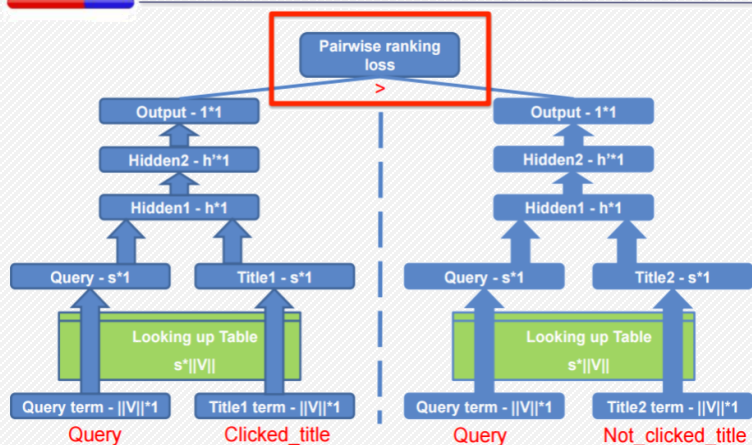 Pairwise ranking
loss
>
Output - 1*1
Output - 1*1
Hidden2 - h'*1
Hidden2 - h'*1
Hidden1 - h*1
Hidden1 - h*1
Query - s*1
Title1 - s*1
Query - s*1
Title2 - s*1
Looking up Table
s*||V||
Looking up Table
s*||V||
Query term - ||V||*1
Title1 term - ||V||*1
Query term - ||V||*1
Title2 term - ||V||*1
Query
Clicked_title
Query
Not_clicked_title